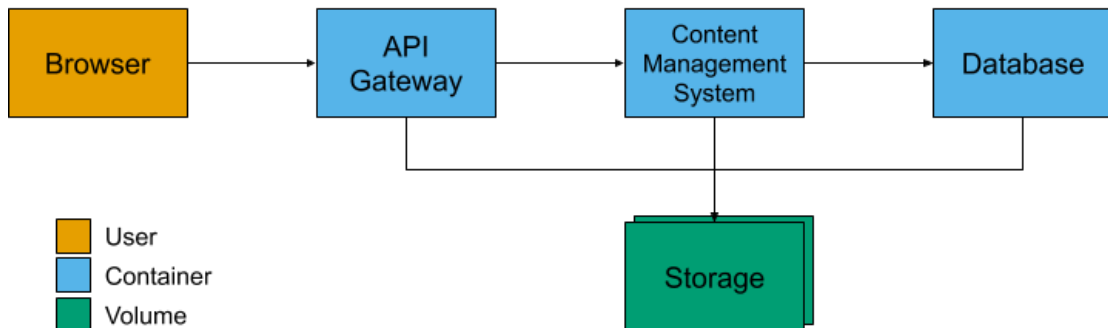 Browser
API
Gateway
Content
Management
System
Database
Storage
User
Container
Volume